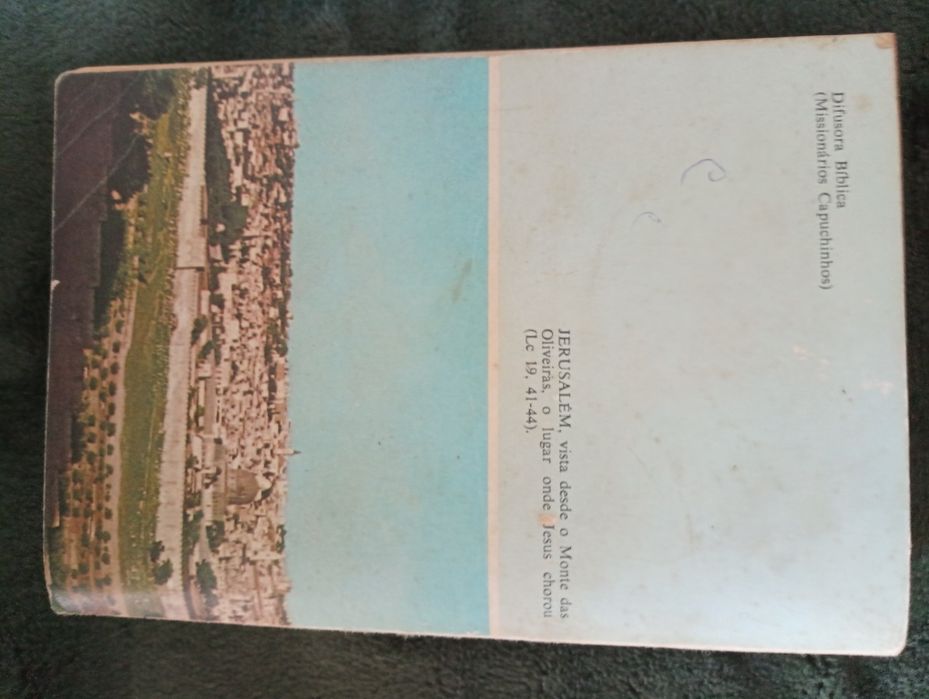 Difusora Bíblica
(Missionários Capuchinhos)
JERUSALÉM, vista desde o Monte das
Oliveiras, o lugar onde Jesus chorou
(Lc 19, 41-44).